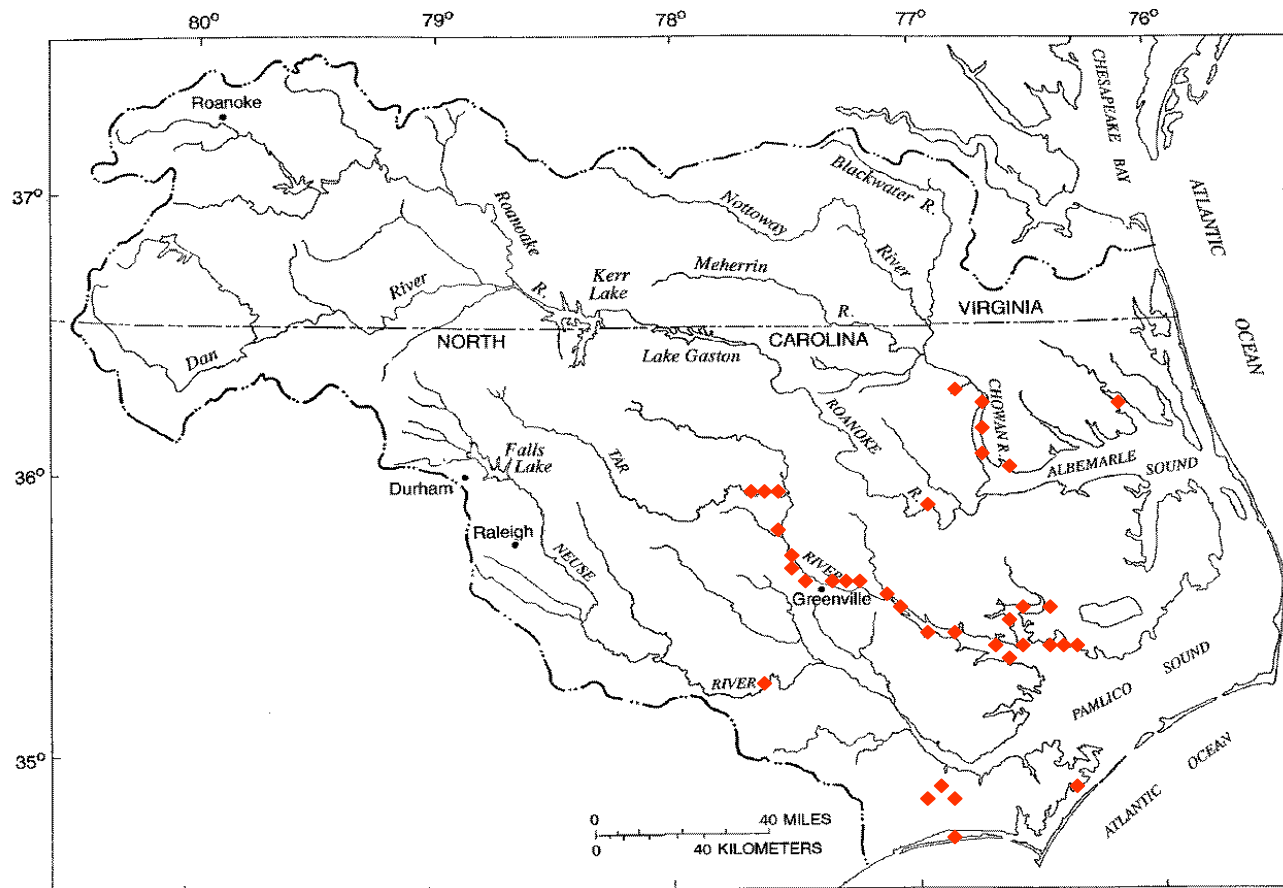 80°
79°
78°
77°
76°
Roanoke
CHESAPEAKE BAY
ATLANTIC
OCEAN
37°
Blackwater R.
Nottoway
River
Roanoake
R.
Kerr
Lake
Meherrin
R.
River
VIRGINIA
NORTH
CAROLINA
Dan
Lake Gaston
ROANOKE
R.
CHOWAN R.
TAR
Falls
Lake
ALBEMARLE SOUND
36°
Durham
Raleigh
NEUSE
RIVER
Greenville
RIVER
PAMLICO SOUND
35°
ATLANTIC OCEAN
0 40 MILES
0 40 KILOMETERS